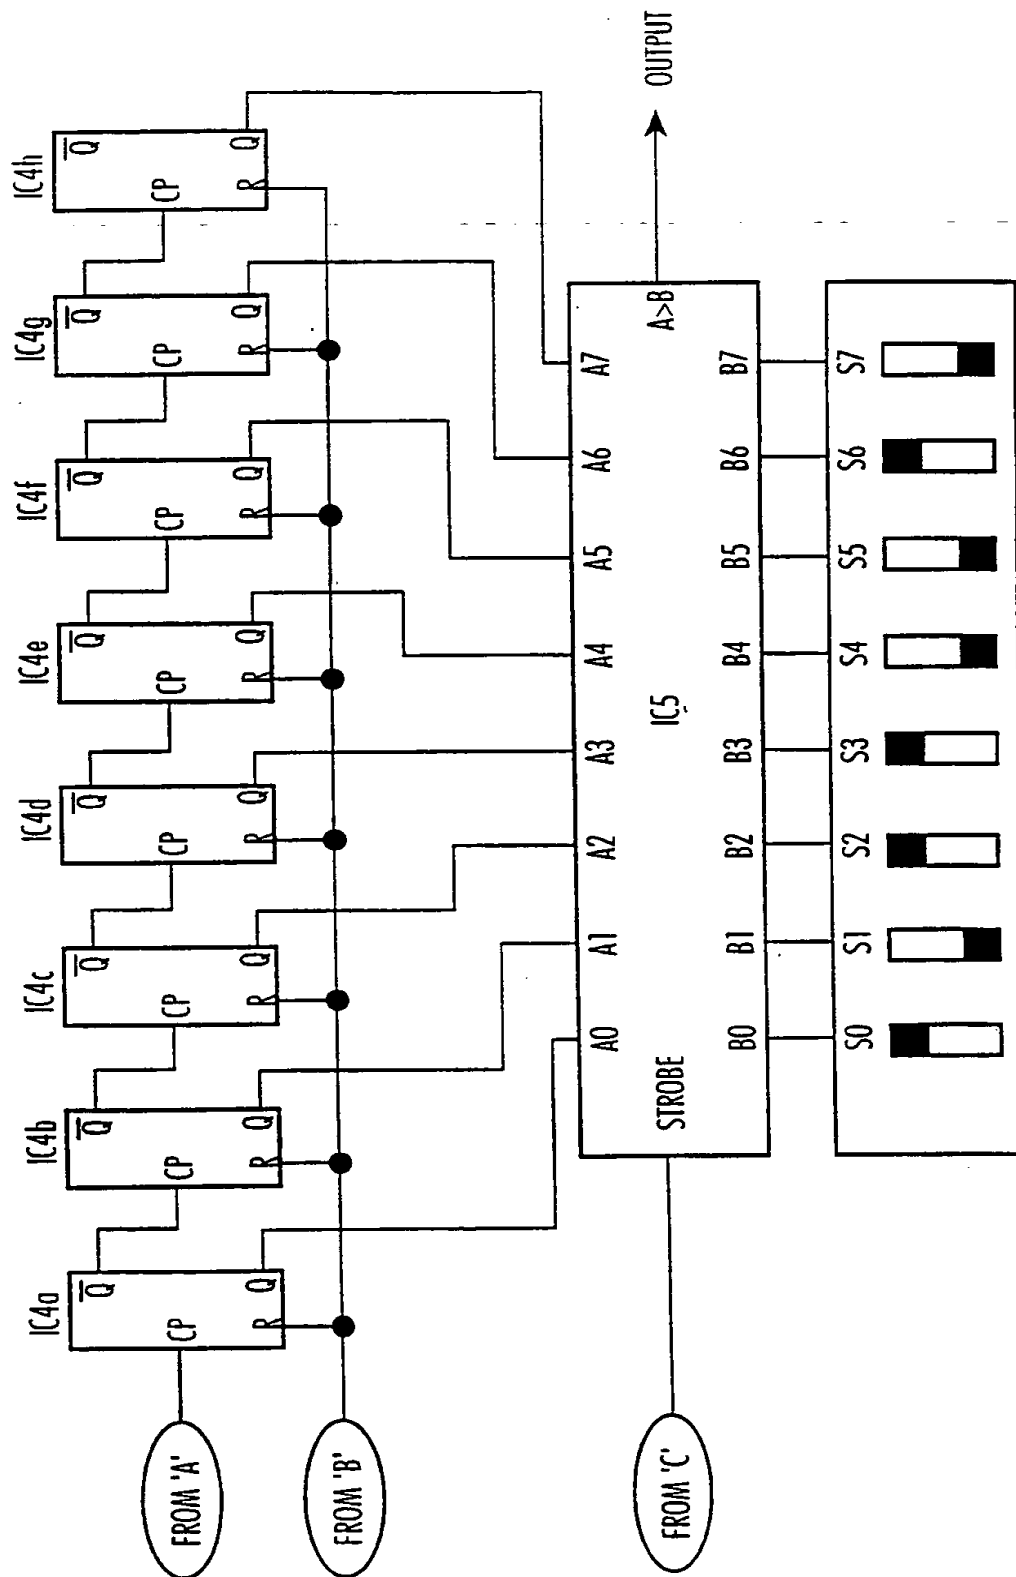 IC4a IC4b IC4c IC4d IC4e IC4f IC4g IC4h
Q Q Q Q Q Q Q Q
CP CP CP CP CP CP CP CP
R Q R Q R Q R Q R Q R Q R Q R Q
FROM 'A'
FROM 'B'
A0 A1 A2 A3 A4 A5 A6 A7
STROBE IC5 A>B
OUTPUT
FROM 'C'
B0 B1 B2 B3 B4 B5 B6 B7
S0 S1 S2 S3 S4 S5 S6 S7